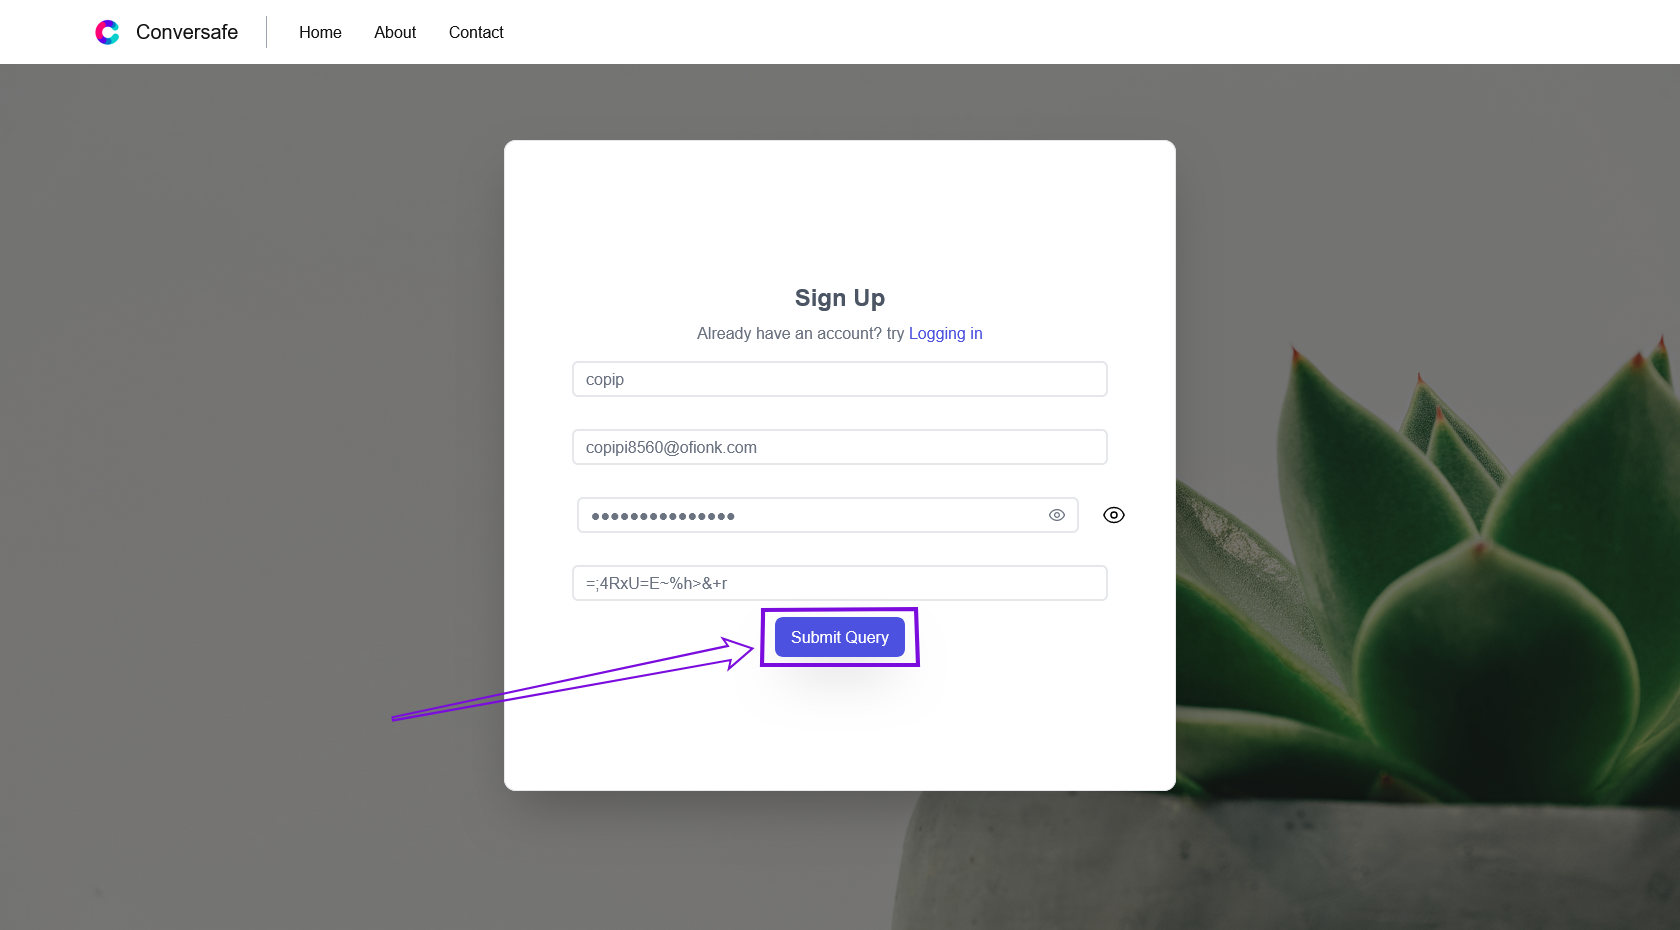 Conversafe
Home
About
Contact
Sign Up
Already have an account? try Logging in
copip
copipi8560@ofionk.com
●●●●●●●●●●●●●●●
=;4RxU=E~%h>&+r
Submit Query